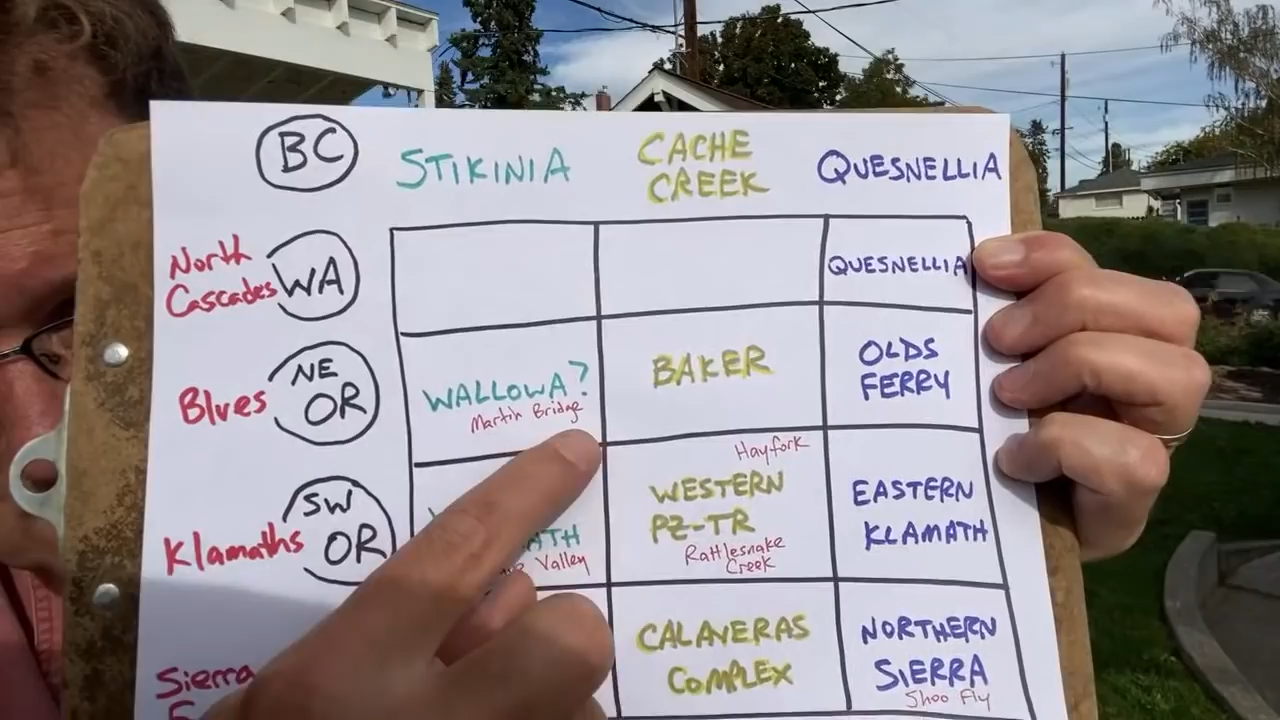 BC STIKINIA CACHE CREEK QUESNELLIA
North Cascades WA QUESNELLIA
Blues NE OR WALLOWA? Martin Bridge BAKER OLDS FERRY
Klamaths SW OR Valley Hayfork WESTERN PZ-TR Rattlesnake Creek EASTERN KLAMATH
Sierra CALAVERAS COMPLEX NORTHERN SIERRA Shoo Fly